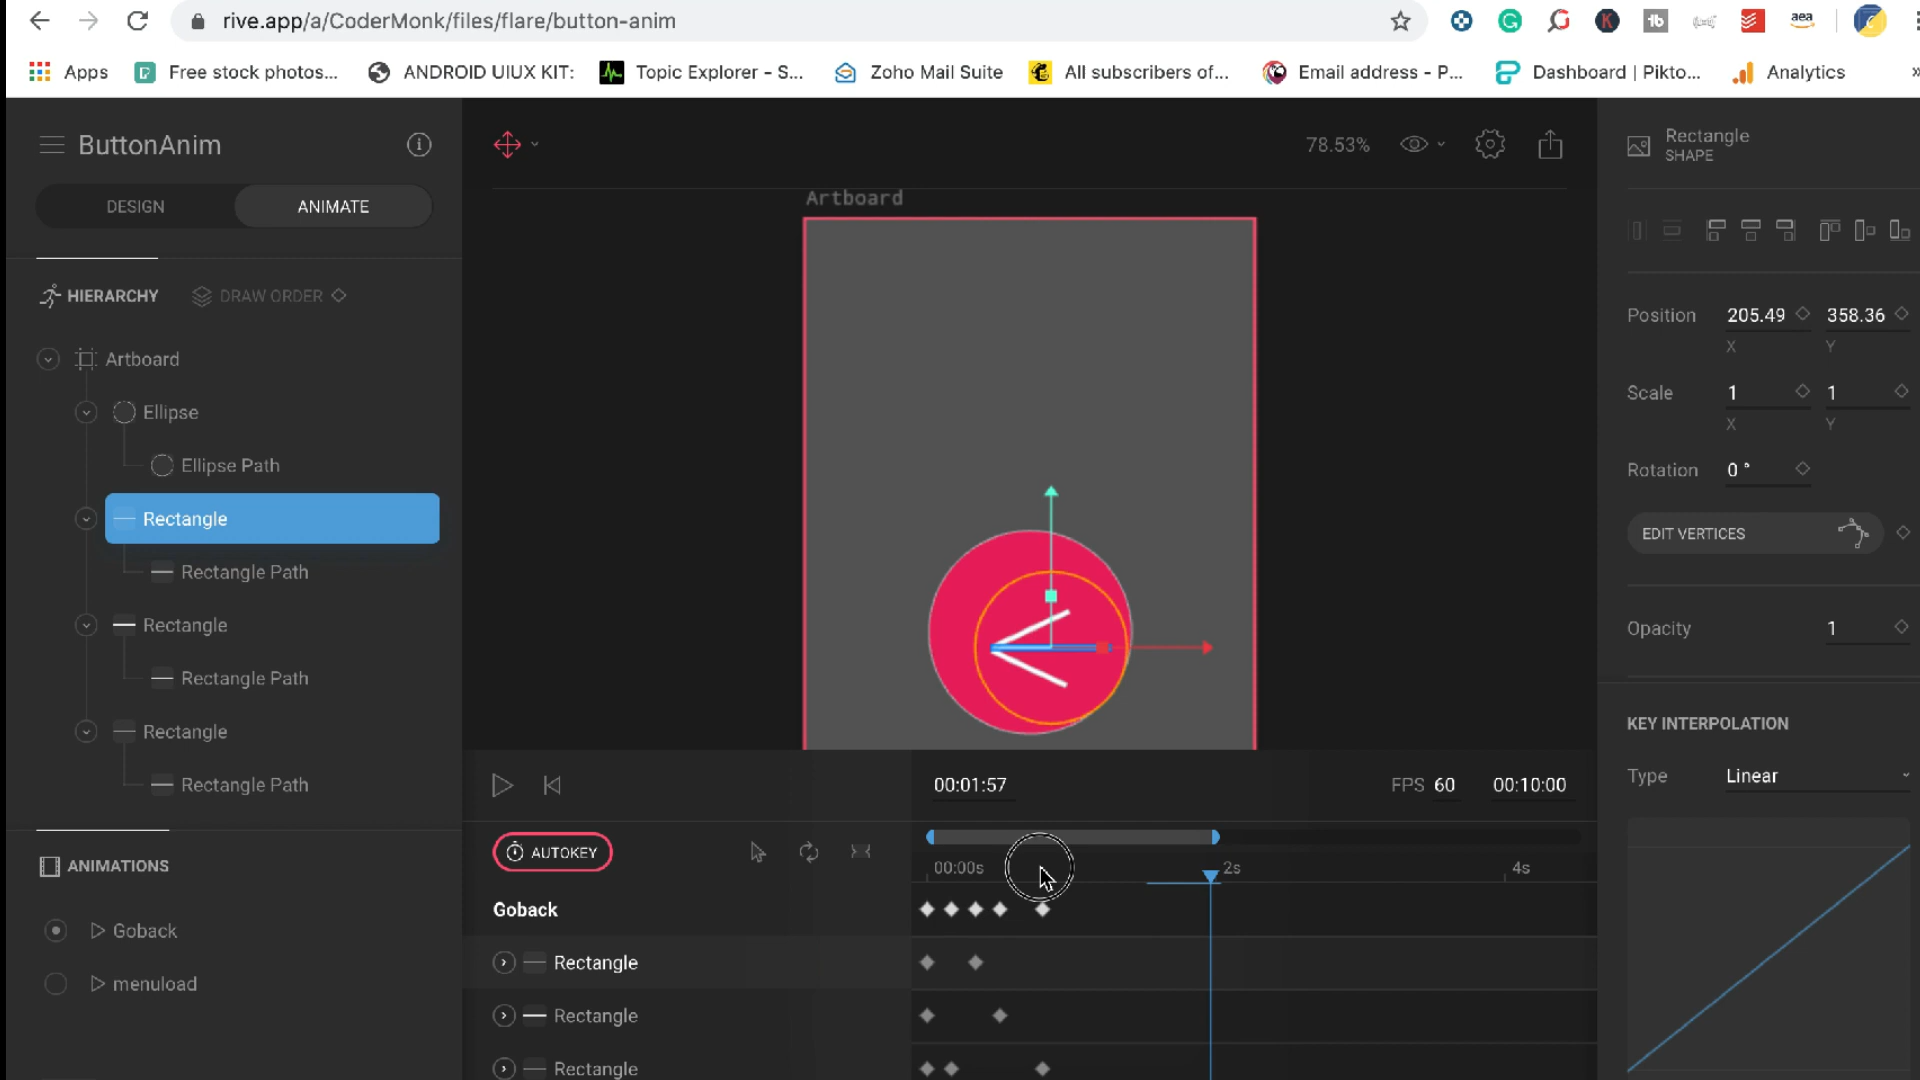 rive.app/a/CoderMonk/files/flare/button-anim
Apps Free stock photos... ANDROID UIUX KIT: Topic Explorer - S... Zoho Mail Suite All subscribers of... Email address - P... Dashboard | Pikto... Analytics »
ButtonAnim
78.53%
Rectangle
SHAPE
DESIGN ANIMATE
Artboard
HIERARCHY DRAW ORDER
Position 205.49 358.36
X Y
Artboard
Scale 1 1
X Y
Ellipse
Ellipse Path
Rotation 0 °
Rectangle
EDIT VERTICES
Rectangle Path
Rectangle
Opacity 1
Rectangle Path
Rectangle
KEY INTERPOLATION
Rectangle Path
Type Linear
00:01:57 FPS 60 00:10:00
AUTOKEY
00:00s 2s 4s
ANIMATIONS
Goback
Goback
Rectangle
menuload
Rectangle
Rectangle